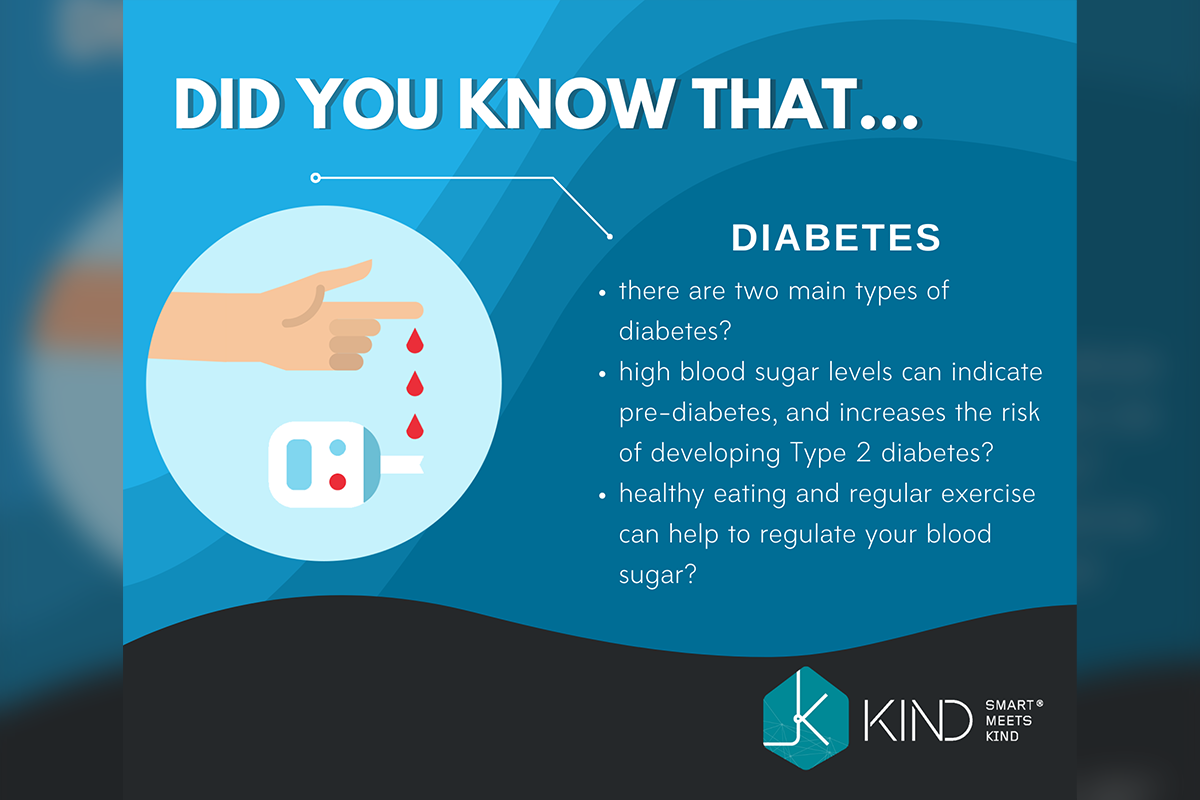 DID YOU KNOW THAT...
DIABETES
• there are two main types of
diabetes?
• high blood sugar levels can indicate
pre-diabetes, and increases the risk
of developing Type 2 diabetes?
• healthy eating and regular exercise
can help to regulate your blood
sugar?
KIND
SMART®
MEETS
KIND